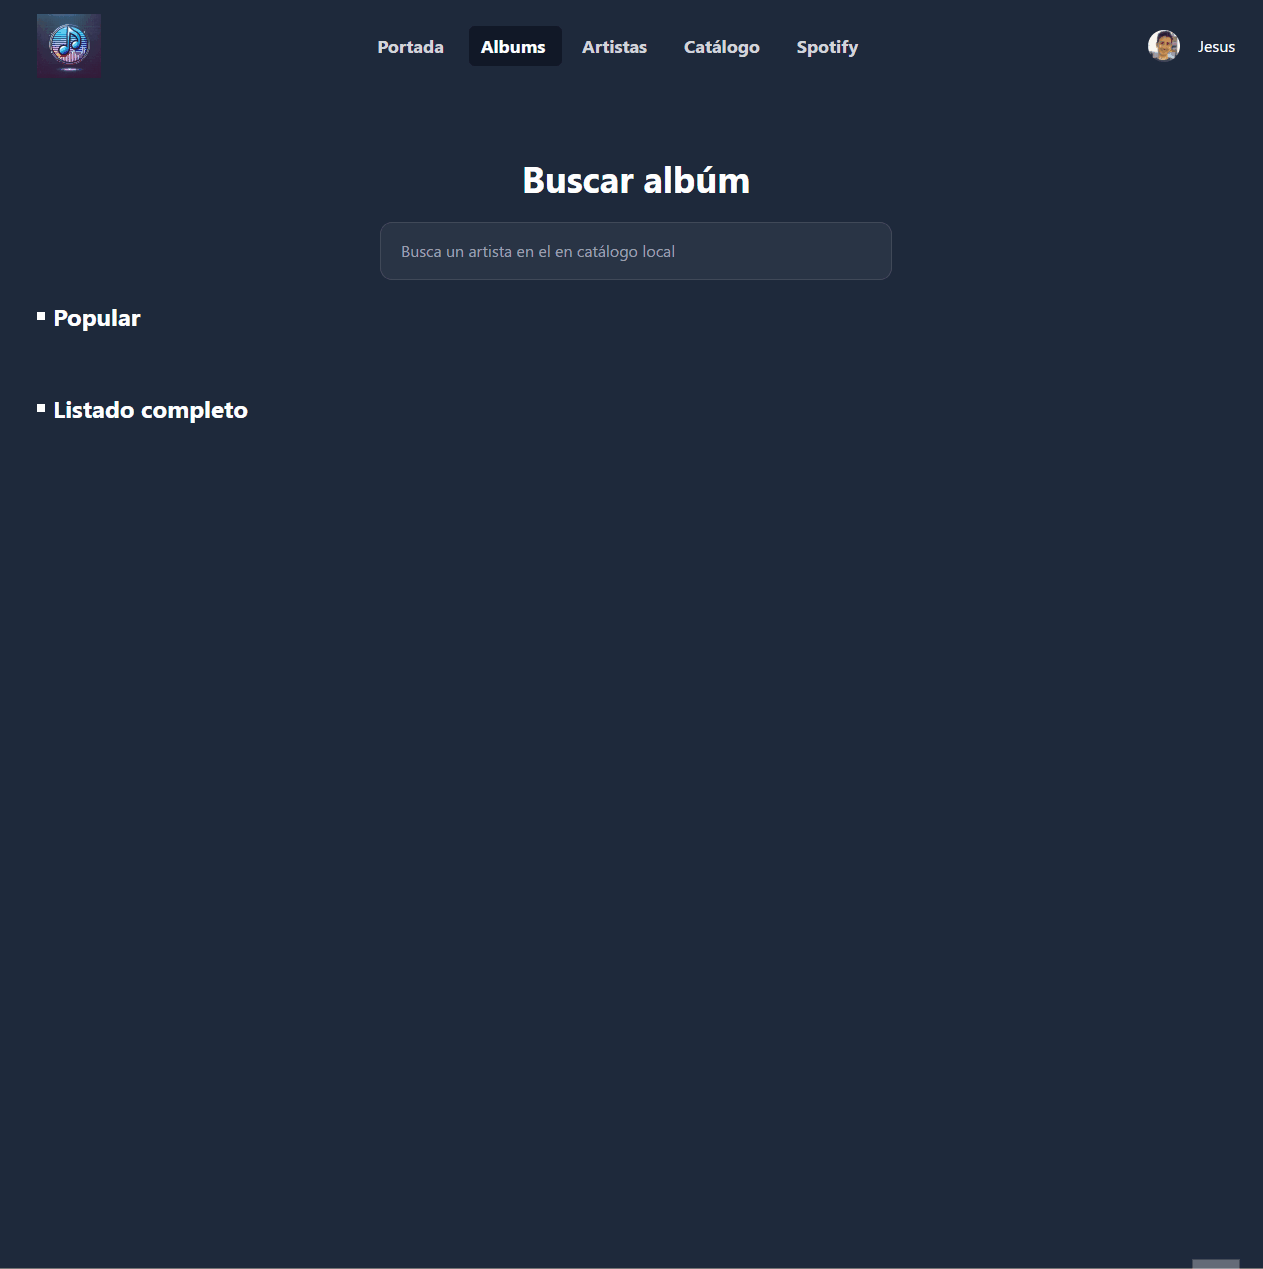 Portada Albums Artistas Catálogo Spotify Jesus
Buscar albúm
Busca un artista en el en catálogo local
Popular
Listado completo